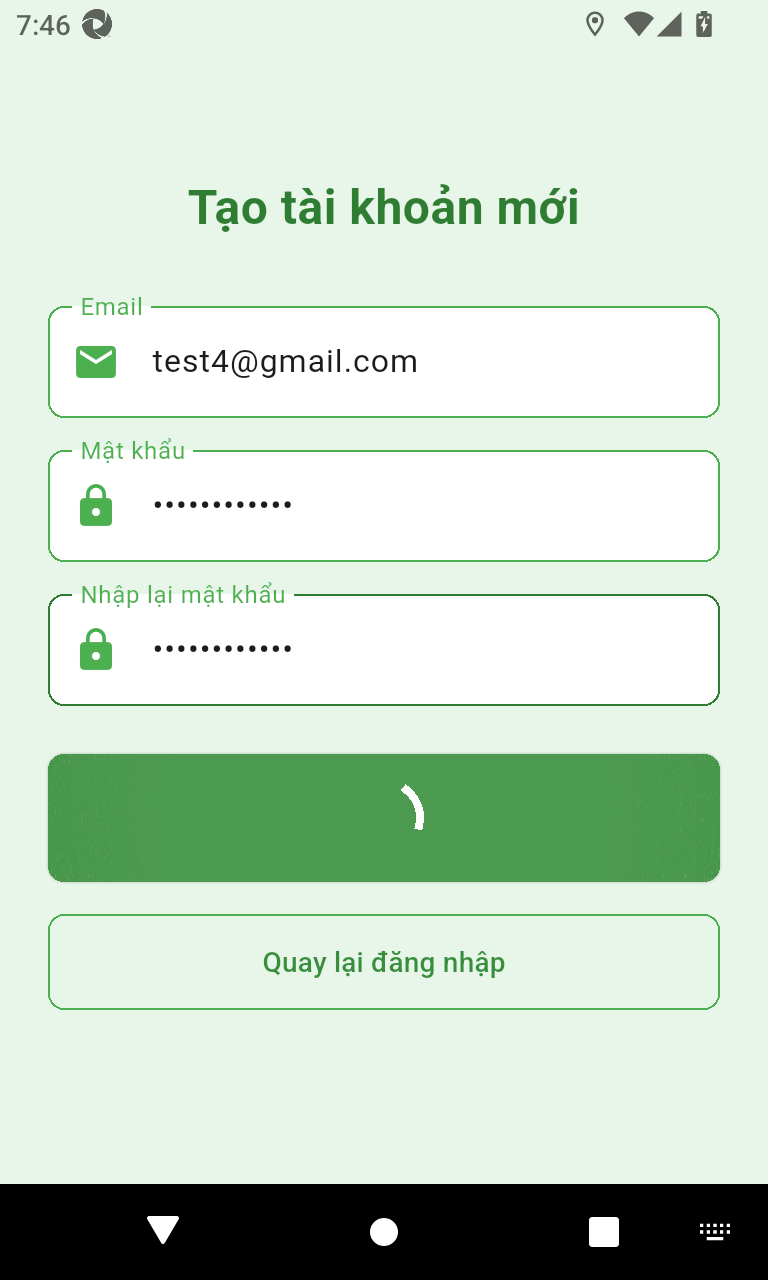 7:46
Tạo tài khoản mới
Email
test4@gmail.com
Mật khẩu
••••••••••••
Nhập lại mật khẩu
••••••••••••
Quay lại đăng nhập